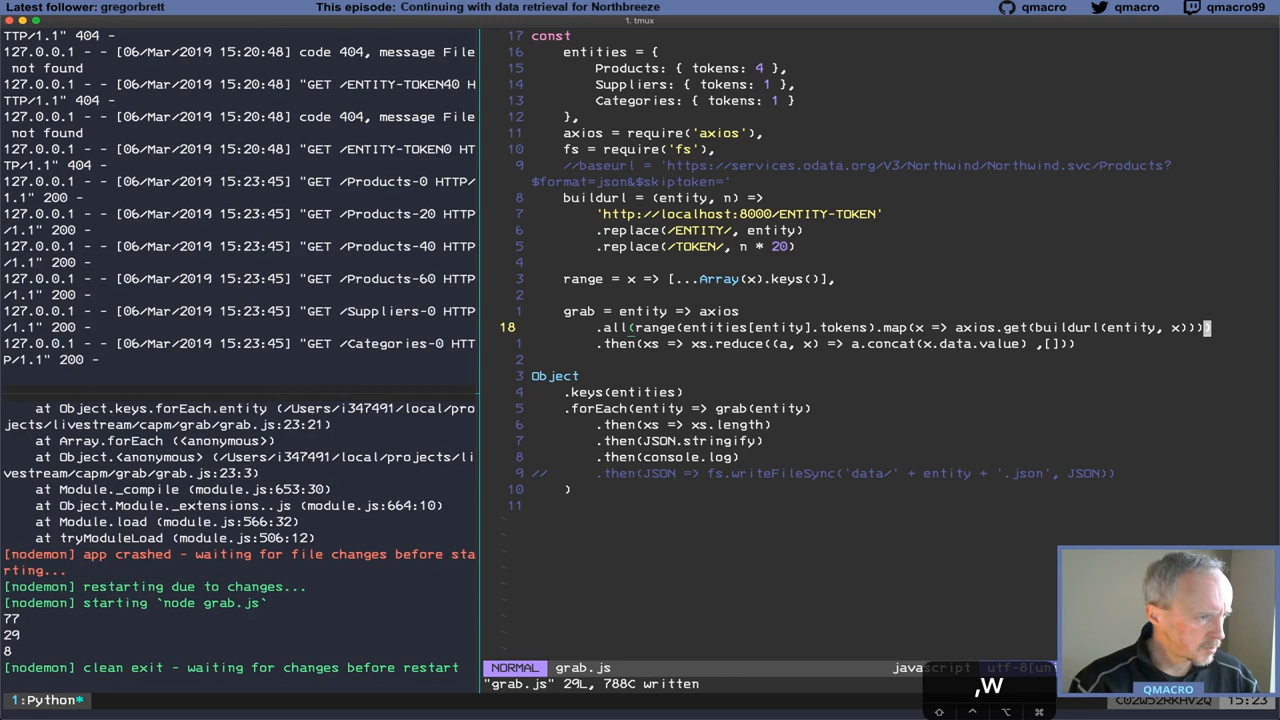 Latest follower: gregorbrett
This episode: Continuing with data retrieval for Northbreeze
qmacro
qmacro
qmacro99
1. tmux
TTP/1.1" 404 -
127.0.0.1 - - [06/Mar/2019 15:20:48] code 404, message File
 not found
127.0.0.1 - - [06/Mar/2019 15:20:48] "GET /ENTITY-TOKEN40 H
TTP/1.1" 404 -
127.0.0.1 - - [06/Mar/2019 15:20:48] code 404, message File
 not found
127.0.0.1 - - [06/Mar/2019 15:20:48] "GET /ENTITY-TOKEN0 HT
TP/1.1" 404 -
127.0.0.1 - - [06/Mar/2019 15:23:45] "GET /Products-0 HTTP/
1.1" 200 -
127.0.0.1 - - [06/Mar/2019 15:23:45] "GET /Products-20 HTTP
/1.1" 200 -
127.0.0.1 - - [06/Mar/2019 15:23:45] "GET /Products-40 HTTP
/1.1" 200 -
127.0.0.1 - - [06/Mar/2019 15:23:45] "GET /Products-60 HTTP
/1.1" 200 -
127.0.0.1 - - [06/Mar/2019 15:23:45] "GET /Suppliers-0 HTTP
/1.1" 200 -
127.0.0.1 - - [06/Mar/2019 15:23:45] "GET /Categories-0 HTT
P/1.1" 200 -
    at Object.keys.forEach.entity (/Users/i347491/local/pro
jects/livestream/capm/grab/grab.js:23:21)
    at Array.forEach (<anonymous>)
    at Object.<anonymous> (/Users/i347491/local/projects/li
vestream/capm/grab/grab.js:23:3)
    at Module._compile (module.js:653:30)
    at Object.Module._extensions..js (module.js:664:10)
    at Module.load (module.js:566:32)
    at tryModuleLoad (module.js:506:12)
[nodemon] app crashed - waiting for file changes before sta
rting...
[nodemon] restarting due to changes...
[nodemon] starting `node grab.js`
77
29
8
[nodemon] clean exit - waiting for changes before restart
17 const
16     entities = {
15         Products: { tokens: 4 },
14         Suppliers: { tokens: 1 },
13         Categories: { tokens: 1 }
12     },
11     axios = require('axios'),
10     fs = require('fs'),
9     //baseurl = 'https://services.odata.org/V3/Northwind/Northwind.svc/Products?
$format=json&$skiptoken='
8     buildurl = (entity, n) =>
7         'http://localhost:8000/ENTITY-TOKEN'
6         .replace(/ENTITY/, entity)
5         .replace(/TOKEN/, n * 20)
4
3     range = x => [...Array(x).keys()],
2
1     grab = entity => axios
18         .all(range(entities[entity].tokens).map(x => axios.get(buildurl(entity, x))))
1         .then(xs => xs.reduce((a, x) => a.concat(x.data.value) ,[]))
2
3 Object
4     .keys(entities)
5     .forEach(entity => grab(entity)
6         .then(xs => xs.length)
7         .then(JSON.stringify)
8         .then(console.log)
9 //      .then(JSON => fs.writeFileSync('data/' + entity + '.json', JSON))
10     )
11
NORMAL grab.js javascript utf-8[uni
"grab.js" 29L, 788C written
,W
QMACRO
1:Python*
15:23